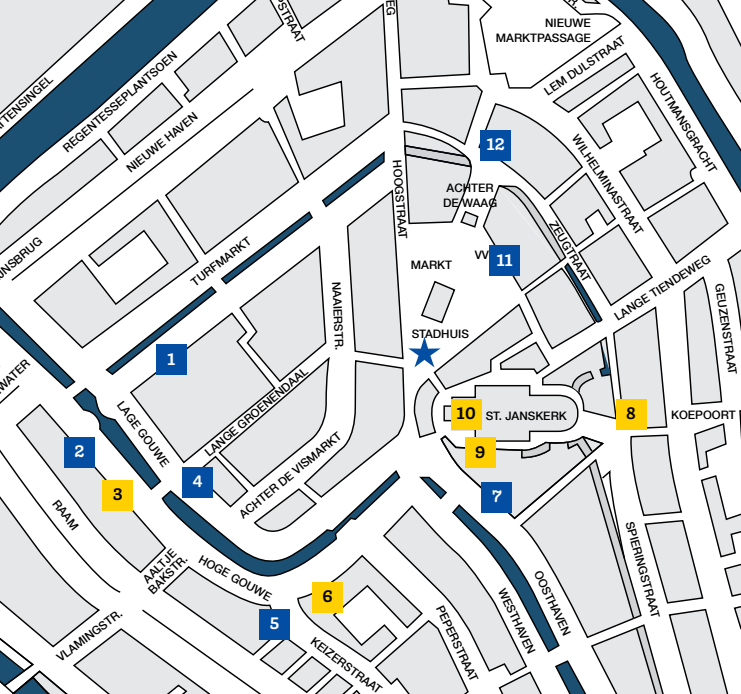 NIEUWE
MARKTPASSAGE
LEM DULSTRAAT
HOUTMANSGRACHT
REGENTESSEPLANTSOEN
NIEUWE HAVEN
WILHELMINASTRAAT
12
HOOGSTRAAT
ACHTER
DE WAAG
ZEUGTRAAT
TURFMARKT
MARKT
11
LANGE TIENDEWEG
GEUZENSTRAAT
NAAIERSTR.
STADHUIS
1
LANGE GROENENDAAL
LAGE GOUWE
10
ST. JANSKERK
8
KOEPOORT
2
9
4
ACHTER DE VISMARKT
3
7
RAAM
AALTJE
BAKSTR.
HOGE GOUWE
6
5
VLAMINGSTR.
KEIZERSTRAAT
PEPERSTRAAT
WESTHAVEN
OOSTHAVEN
SPIERINGSTRAAT